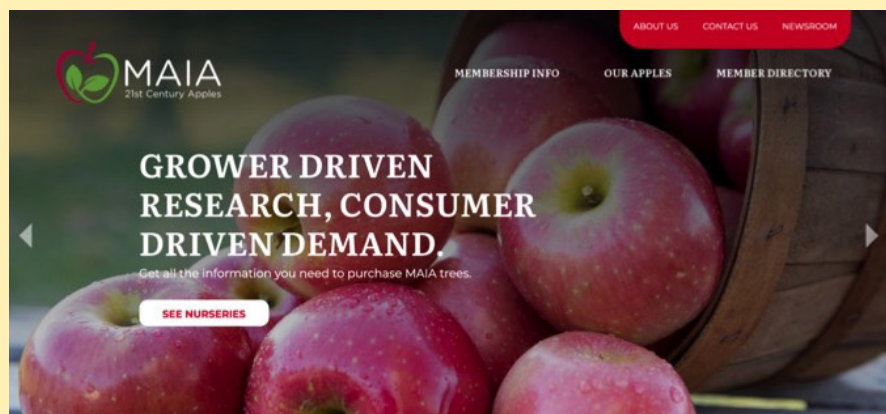 ABOUT US CONTACT US NEWSROOM
MAIA
21st Century Apples
MEMBERSHIP INFO OUR APPLES MEMBER DIRECTORY
GROWER DRIVEN
RESEARCH, CONSUMER
DRIVEN DEMAND.
Get all the information you need to purchase MAIA trees.
SEE NURSERIES